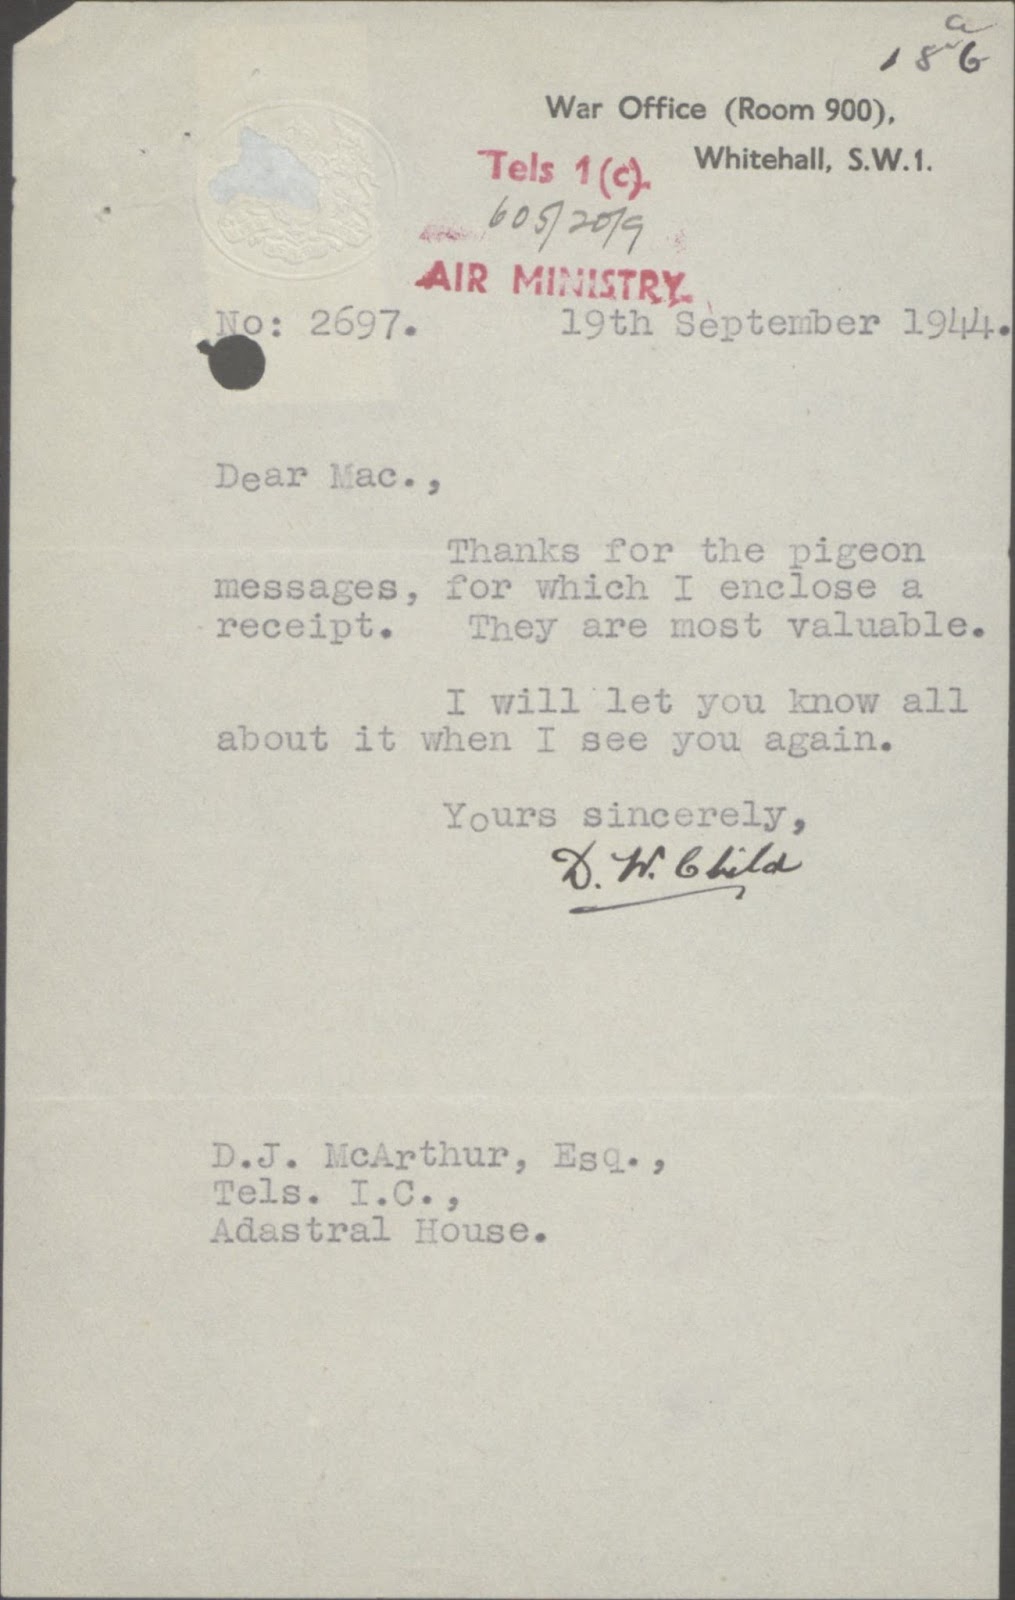 186
a
War Office (Room 900),
Whitehall, S.W.1.
Tels 1 (c).
605/20/9
AIR MINISTRY.
No: 2697. 19th September 1944.
Dear Mac.,
Thanks for the pigeon
messages, for which I enclose a
receipt. They are most valuable.
I will let you know all
about it when I see you again.
Yours sincerely,
D. W. Child
D.J. McArthur, Esq.,
Tels. I.C.,
Adastral House.